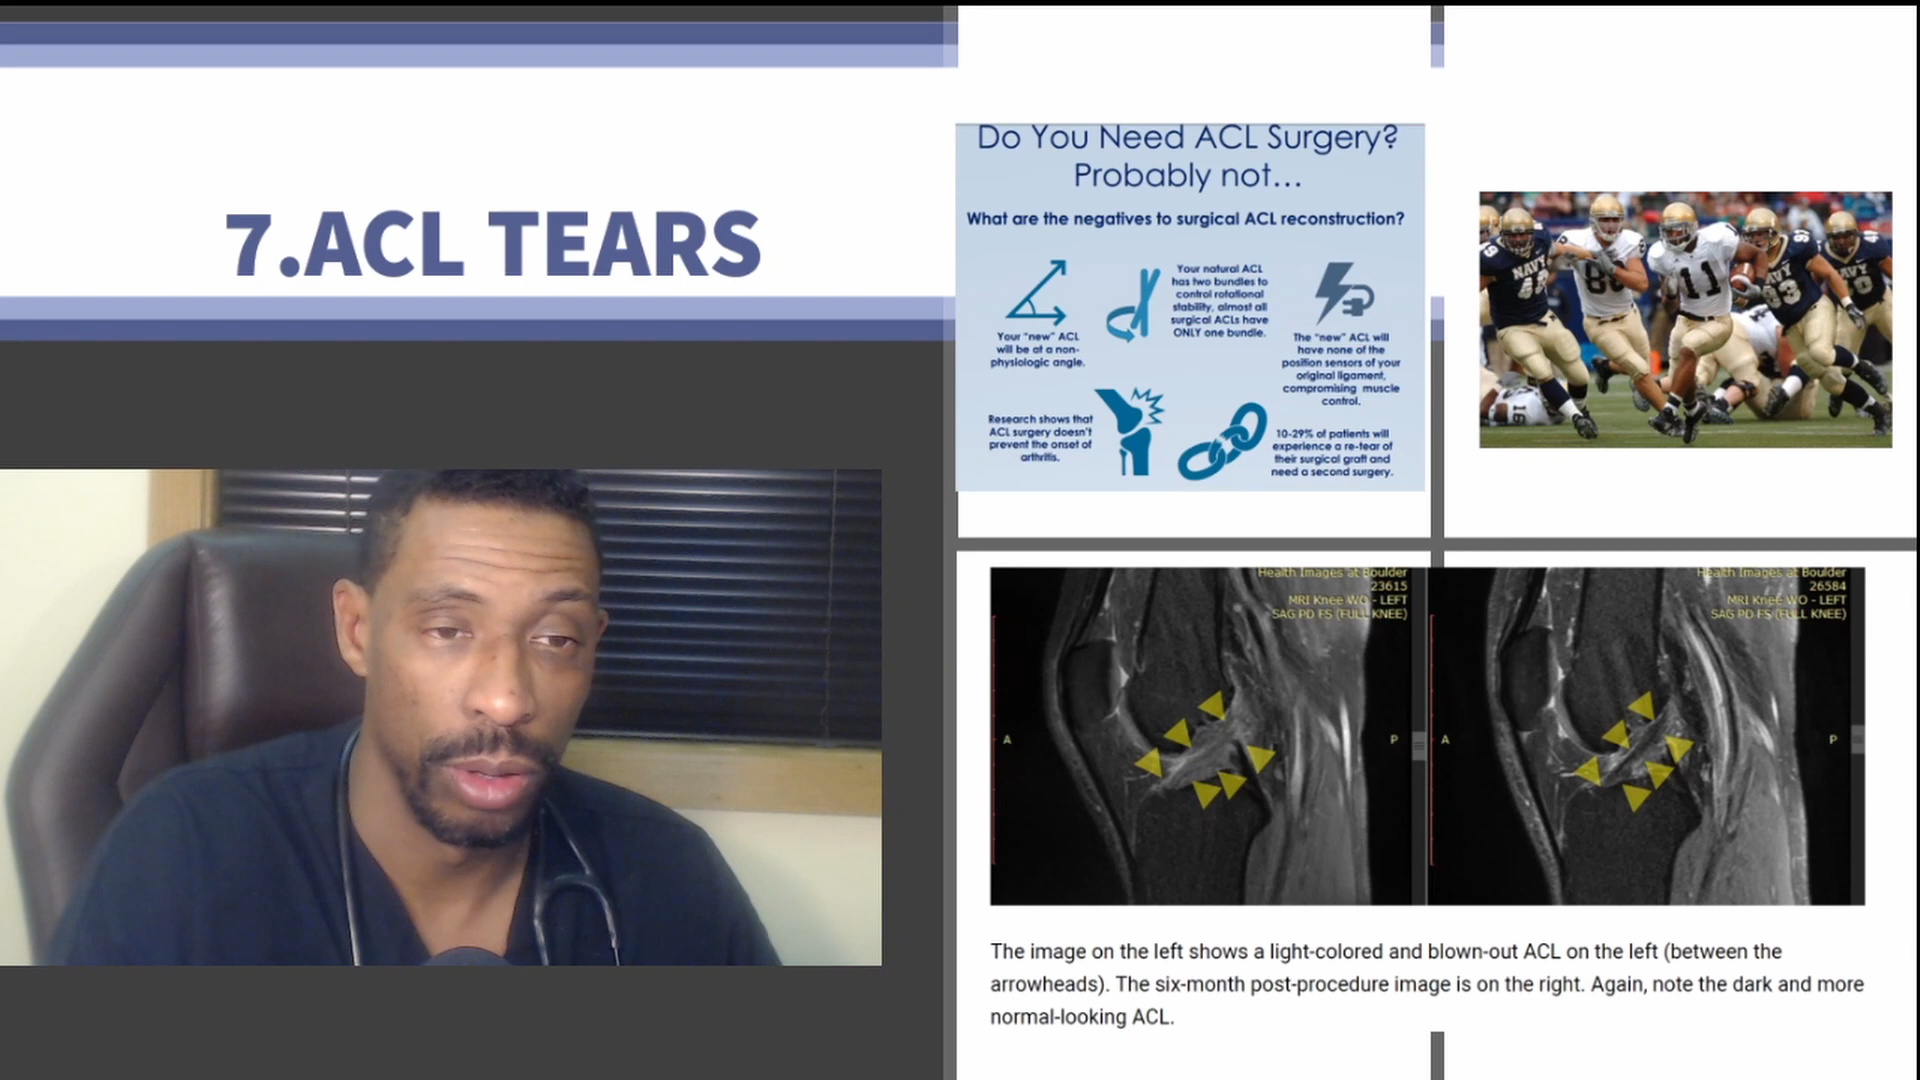 7.ACL TEARS
Do You Need ACL Surgery?
Probably not...
What are the negatives to surgical ACL reconstruction?
Your "new" ACL
will be at a non-
physiologic angle.
Your natural ACL
has two bundles to
control rotational
stability, almost all
surgical ACLs have
ONLY one bundle.
The "new" ACL will
have none of the
position sensors of your
original ligament,
compromising muscle
control.
Research shows that
ACL surgery doesn't
prevent the onset of
arthritis.
10-29% of patients will
experience a re-tear of
their surgical graft and
need a second surgery.
NAVY
80
11
NAVY
93
NAVY
Health Images at Boulder
23615
MRI Knee WO - LEFT
SAG PD FS (FULL KNEE)
A
P
Health Images at Boulder
26584
MRI Knee WO - LEFT
SAG PD FS (FULL KNEE)
A
P
The image on the left shows a light-colored and blown-out ACL on the left (between the
arrowheads). The six-month post-procedure image is on the right. Again, note the dark and more
normal-looking ACL.